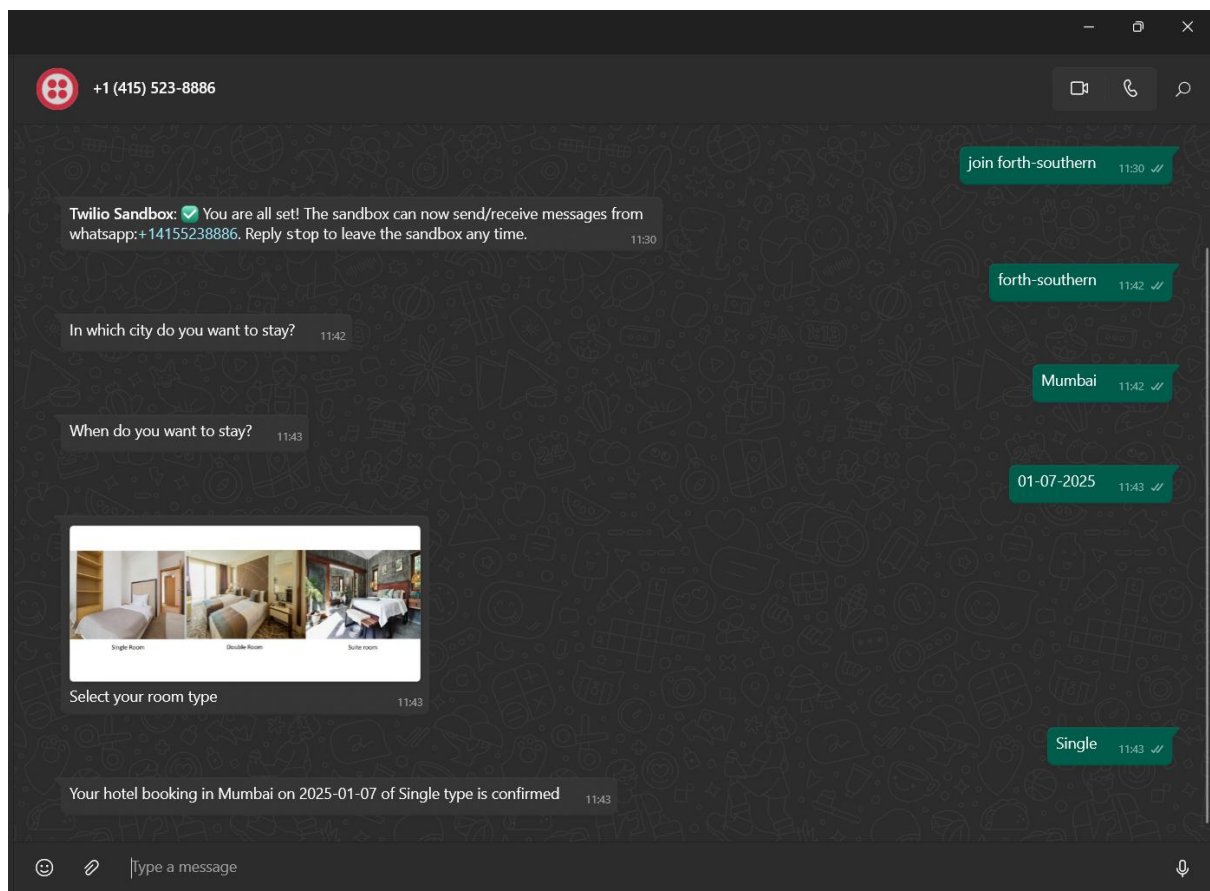 +1 (415) 523-8886
join forth-southern 11:30
Twilio Sandbox: ✅ You are all set! The sandbox can now send/receive messages from
whatsapp:+14155238886. Reply stop to leave the sandbox any time. 11:30
forth-southern 11:42
In which city do you want to stay? 11:42
Mumbai 11:42
When do you want to stay? 11:43
01-07-2025 11:43
Single Room Double Room Suite room
Select your room type 11:43
Single 11:43
Your hotel booking in Mumbai on 2025-01-07 of Single type is confirmed 11:43
Type a message